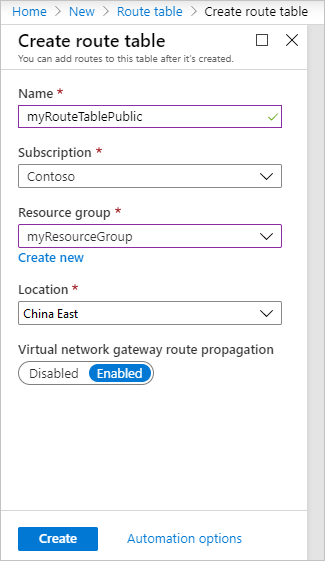 Home > New > Route table > Create route table
Create route table
You can add routes to this table after it's created.
Name *
myRouteTablePublic
Subscription *
Contoso
Resource group *
myResourceGroup
Create new
Location *
China East
Virtual network gateway route propagation
Disabled Enabled
Create Automation options